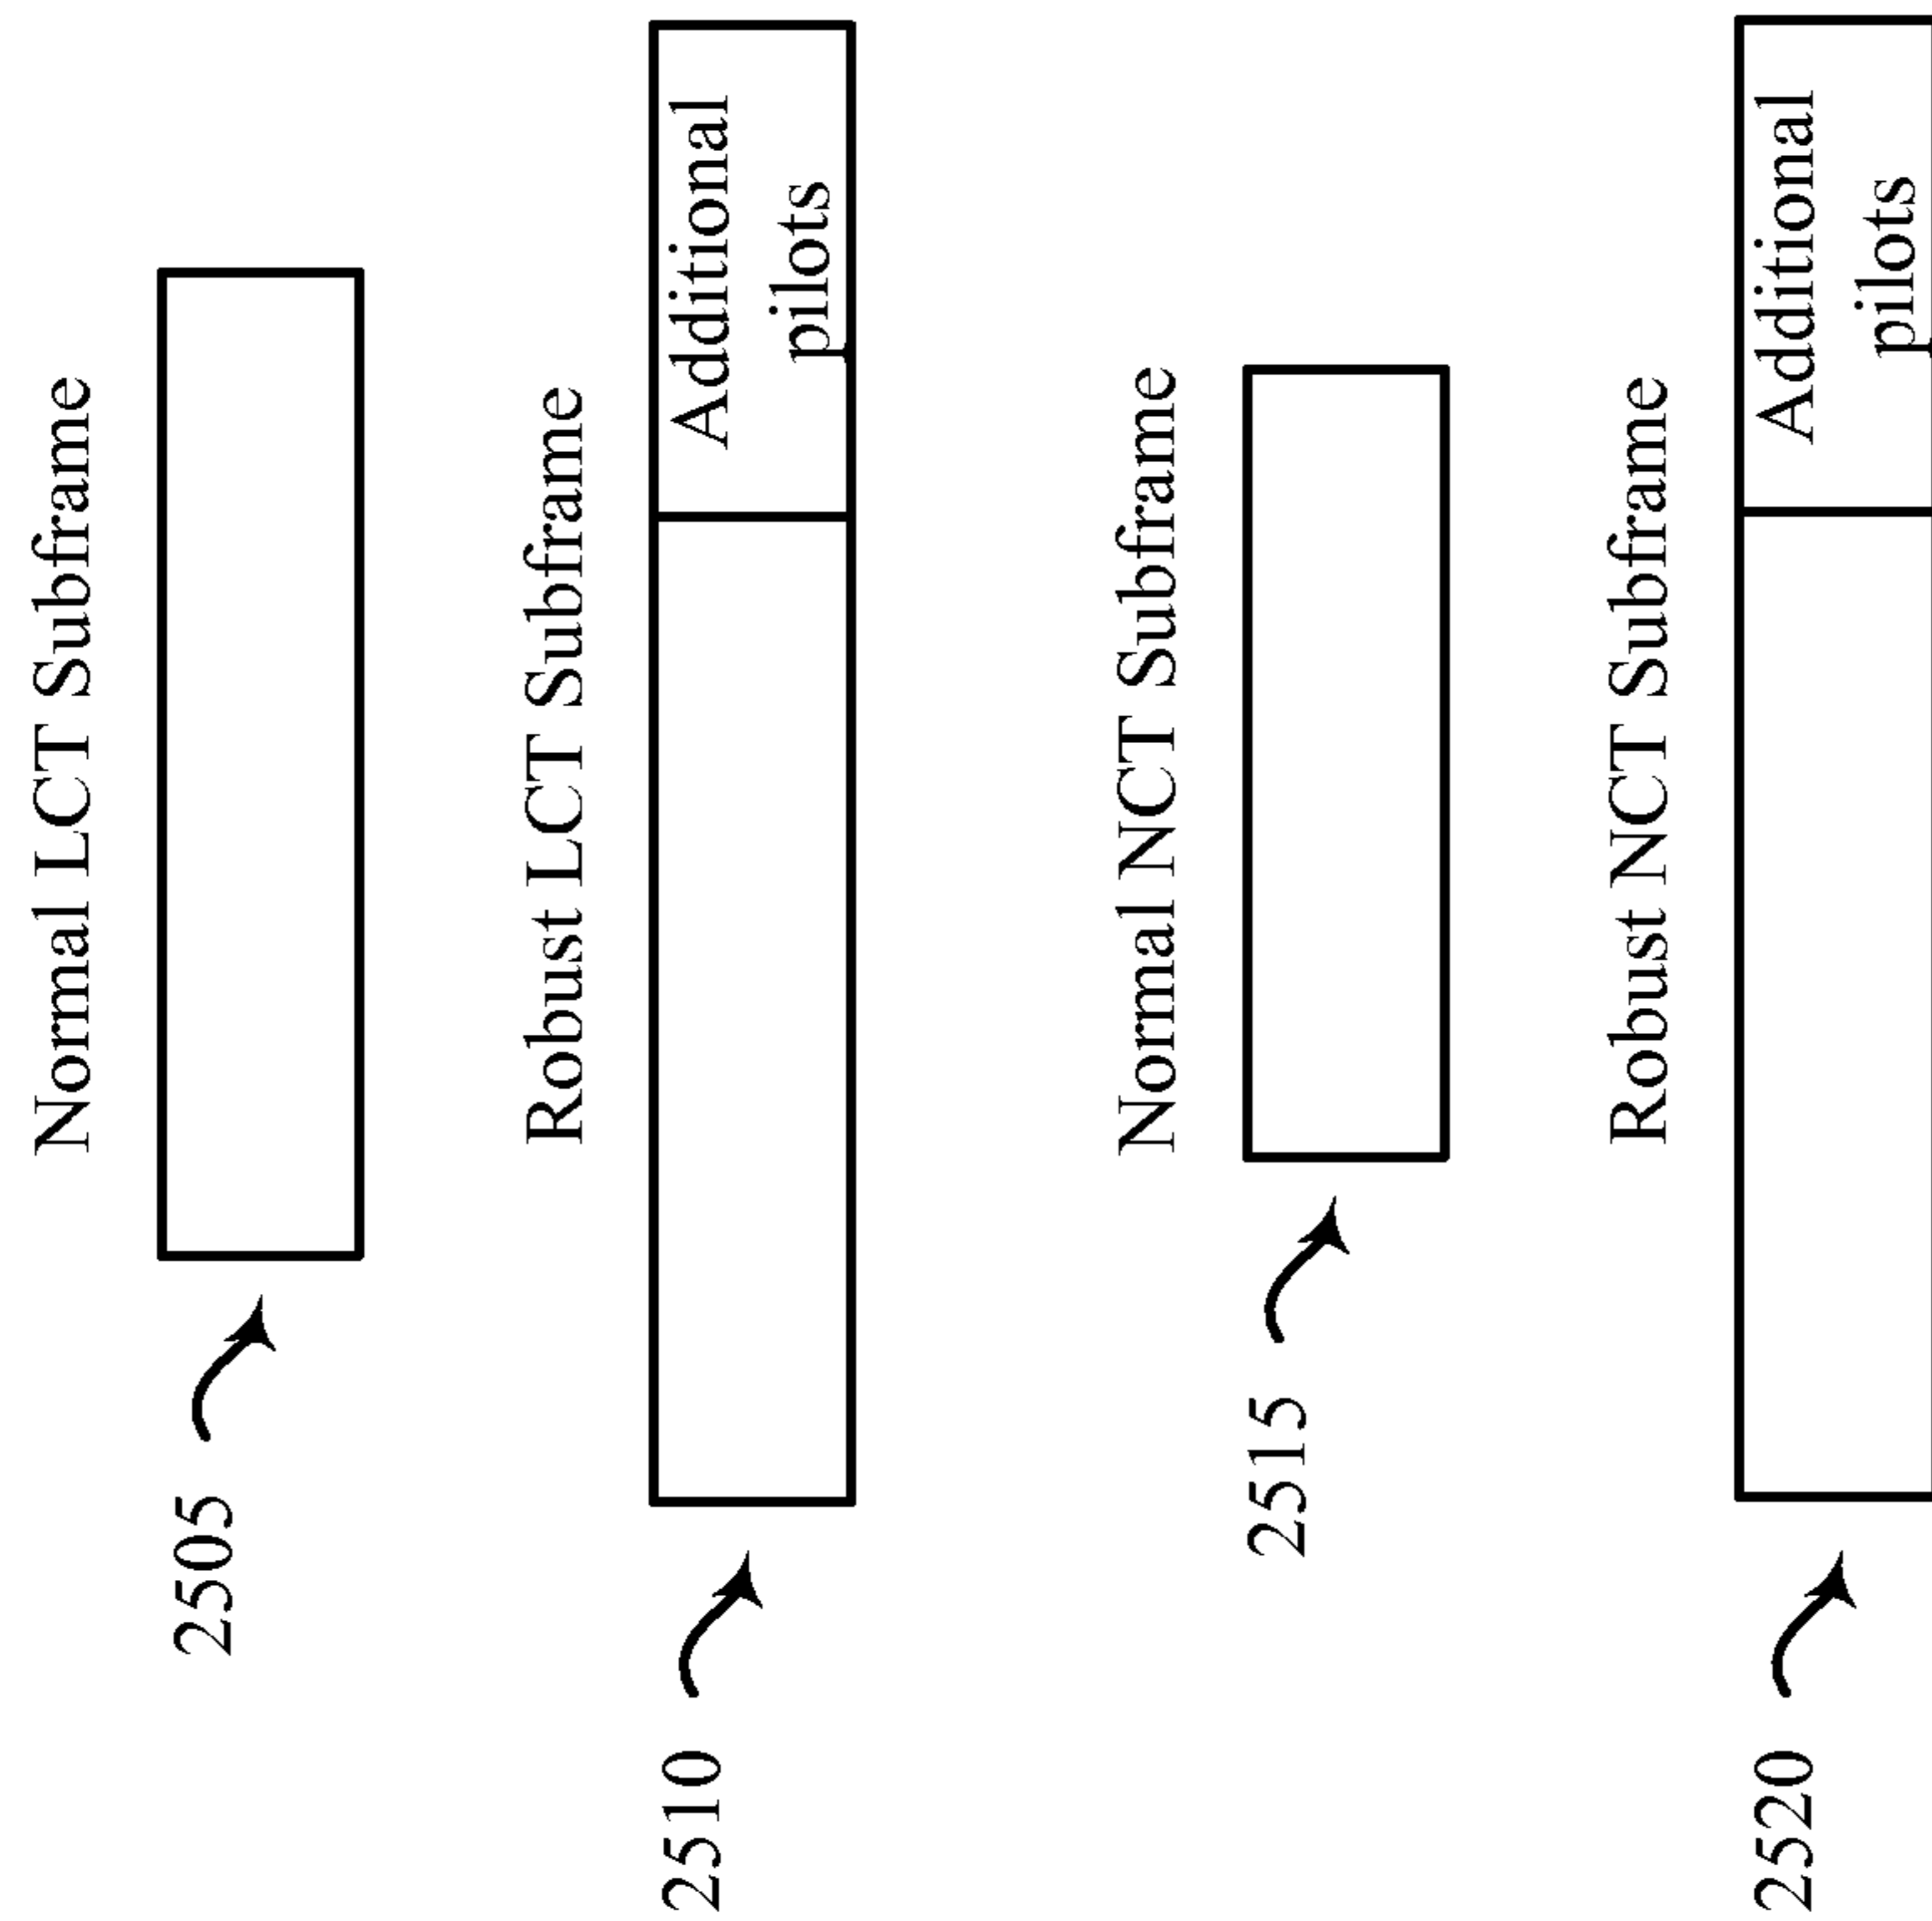 Normal LCT Subframe
2505
Robust LCT Subframe
2510
Additional
pilots
Normal NCT Subframe
2515
Robust NCT Subframe
2520
Additional
pilots